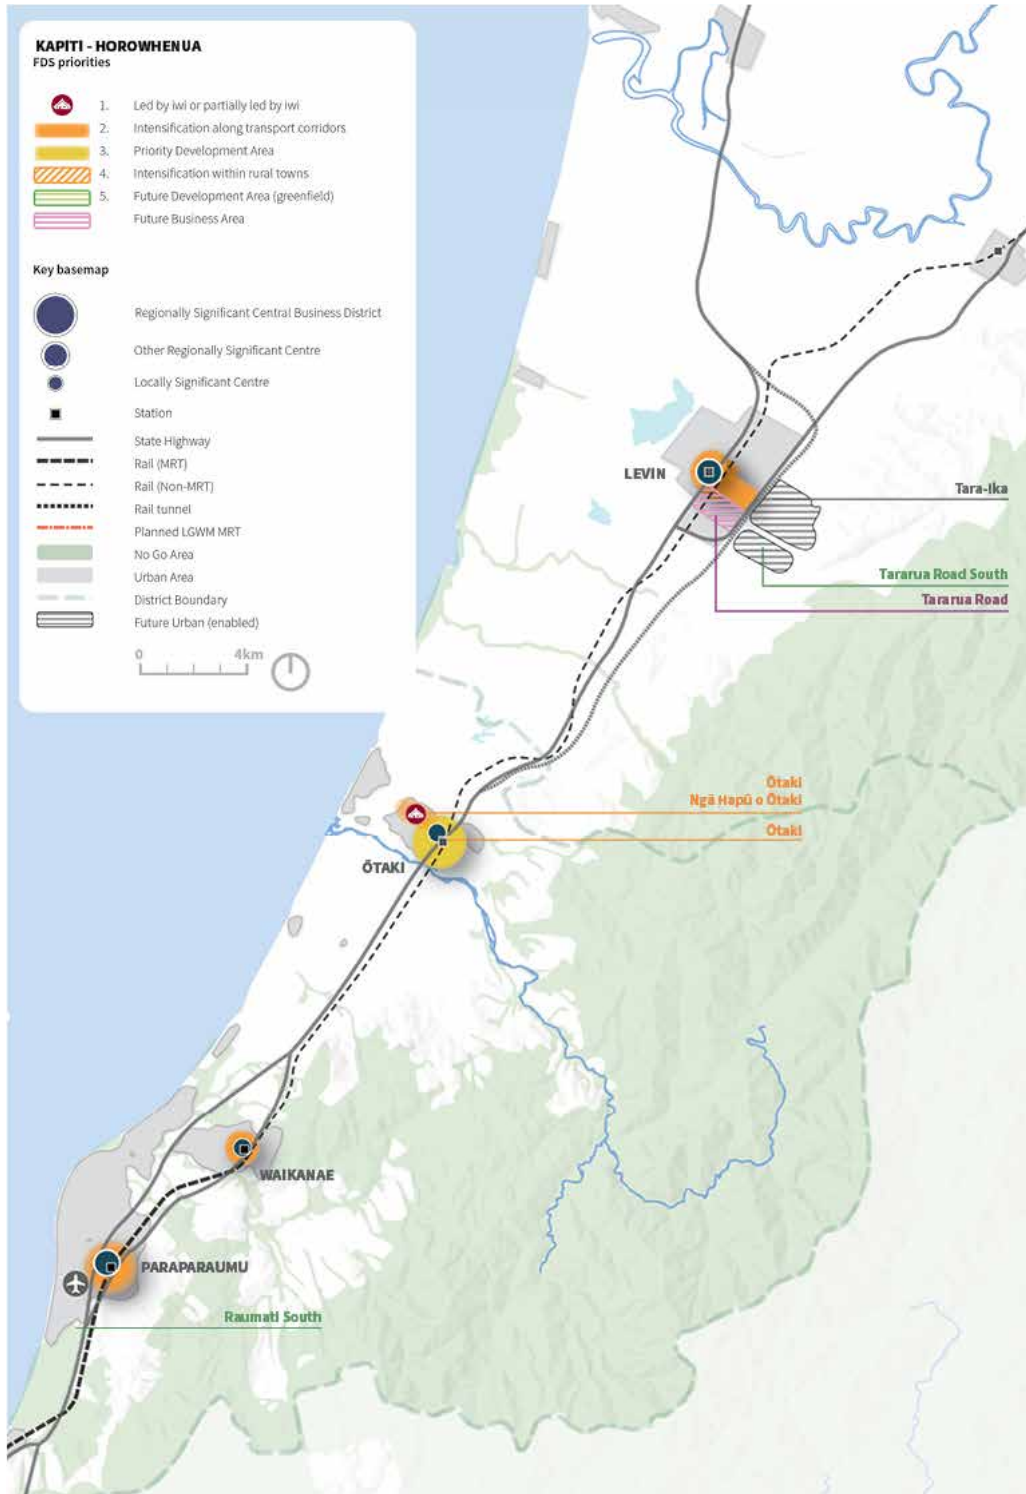 KAPITI - HOROWHENUA
FDS priorities
1. Led by iwi or partially led by iwi
2. Intensification along transport corridors
3. Priority Development Area
4. Intensification within rural towns
5. Future Development Area (greenfield)
Future Business Area
Key basemap
Regionally Significant Central Business District
Other Regionally Significant Centre
Locally Significant Centre
Station
State Highway
Rail (MRT)
Rail (Non-MRT)
Rail tunnel
Planned LGWM MRT
No Go Area
Urban Area
District Boundary
Future Urban (enabled)
0 4km
LEVIN
Tara-Ika
Tararua Road South
Tararua Road
Ōtaki
Ngā Hapū o Ōtaki
Ōtaki
ŌTAKI
WAIKANAE
PARAPARAUMU
Raumati South